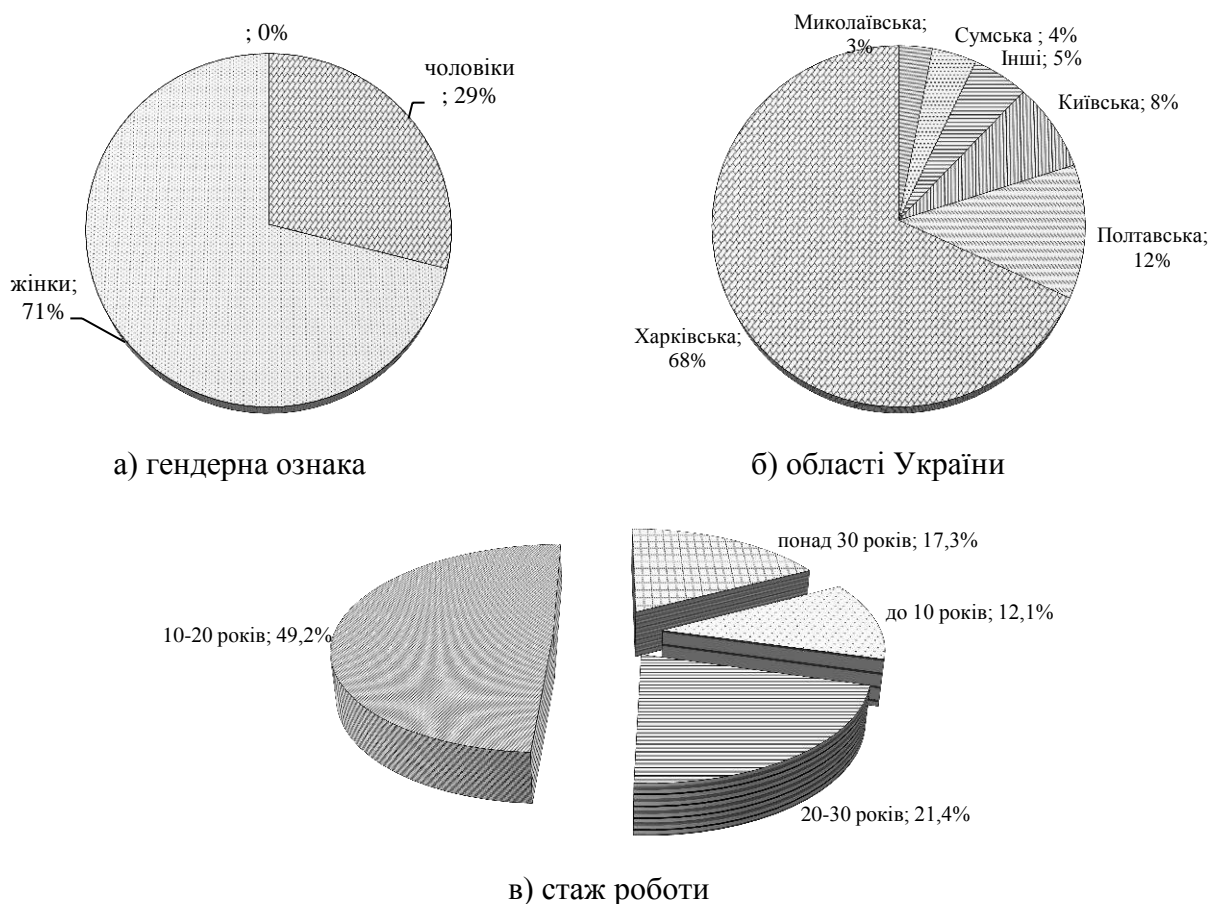 ; 0%
чоловіки
; 29%
жінки;
71%
а) гендерна ознака
Миколаївська;
3%
Сумська ; 4%
Інші; 5%
Київська; 8%
Полтавська;
12%
Харківська;
68%
б) області України
понад 30 років; 17,3%
до 10 років; 12,1%
10-20 років; 49,2%
20-30 років; 21,4%
в) стаж роботи